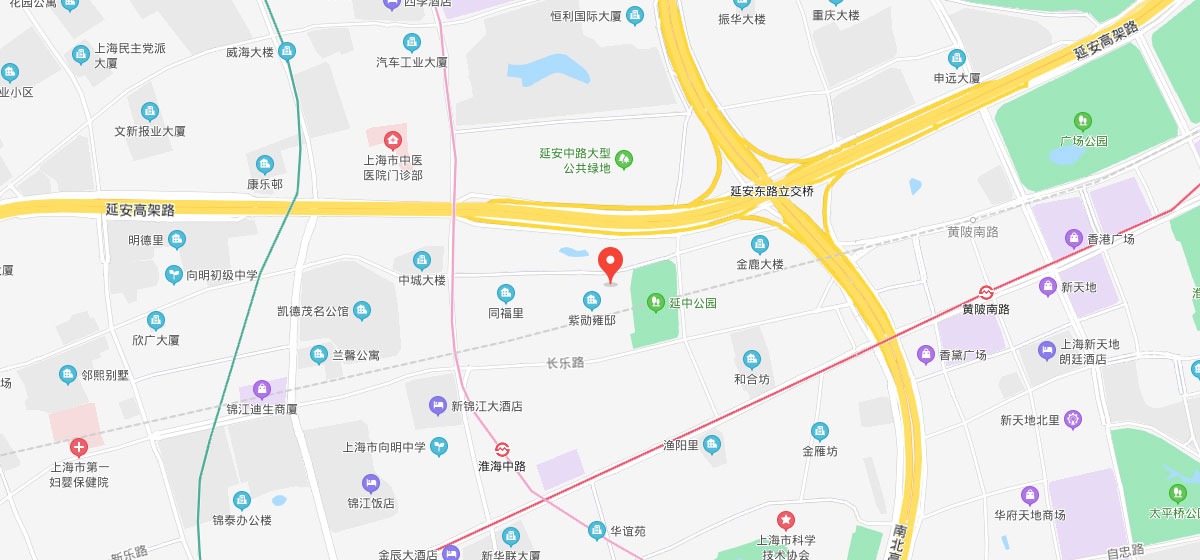 花园公寓
四季酒店
恒利国际大厦
振华大楼
重庆大楼
上海民主党派
大厦
威海大楼
汽车工业大厦
延安高架路
申远大厦
业小区
文新报业大厦
上海市中医
医院门诊部
延安中路大型
公共绿地
广场公园
康乐邨
延安东路立交桥
延安高架路
明德里
黄陂南路
香港广场
大厦
向明初级中学
中城大楼
金鹿大楼
新天地
凯德茂名公馆
同福里
紫勋雍邸
延中公园
黄陂南路
欣广大厦
兰馨公寓
长乐路
香黛广场
上海新天地
朗廷酒店
场
邻熙别墅
和合坊
锦江迪生商厦
新锦江大酒店
新天地北里
上海市向明中学
渔阳里
金雁坊
上海市第一
妇婴保健院
淮海中路
锦江饭店
华府天地商场
太平桥公园
锦泰办公楼
华谊苑
南北高
新乐路
金辰大酒店
新华联大厦
上海市科学
技术协会
自忠路